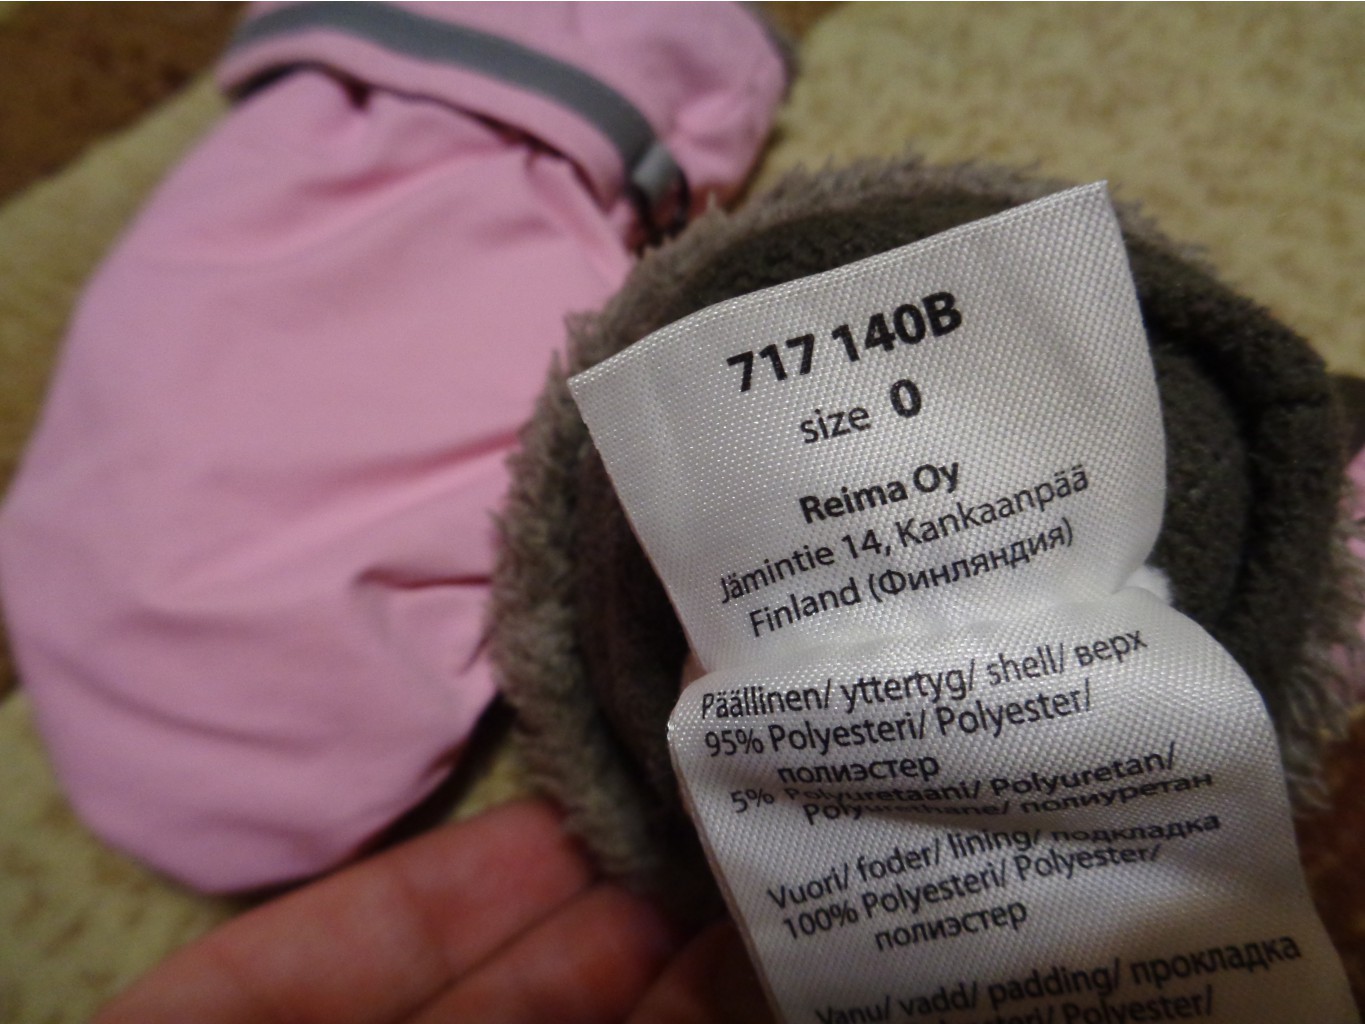 717 140B
size 0
Reima Oy
Jämintie 14, Kankaanpää
Finland (Финляндия)
Päällinen/ yttertyg/ shell/ верх
95% Polyesteri/ Polyester/
полиэстер
5% Polyuretaani/ Polyuretan/
Polyurethane/ полиуретан
Vuori/ foder/ lining/ подкладка
100% Polyesteri/ Polyester/
полиэстер
Vanu/ vadd/ padding/ прокладка
Polyester/